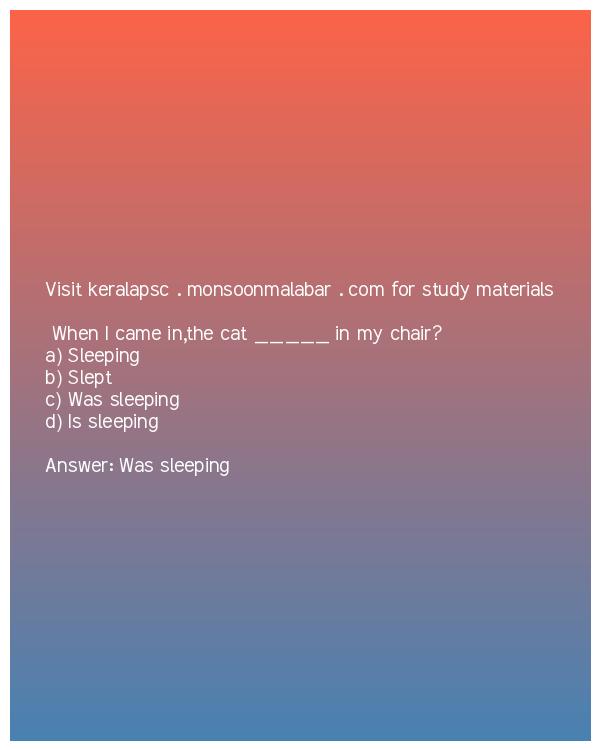 Visit keralapsc . monsoonmalabar . com for study materials
When I came in,the cat _____ in my chair?
a) Sleeping
b) Slept
c) Was sleeping
d) Is sleeping
Answer: Was sleeping